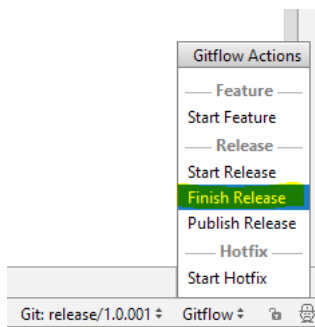 Gitflow Actions
Feature
Start Feature
Release
Start Release
Finish Release
Publish Release
Hotfix
Start Hotfix
Git: release/1.0.001 Gitflow